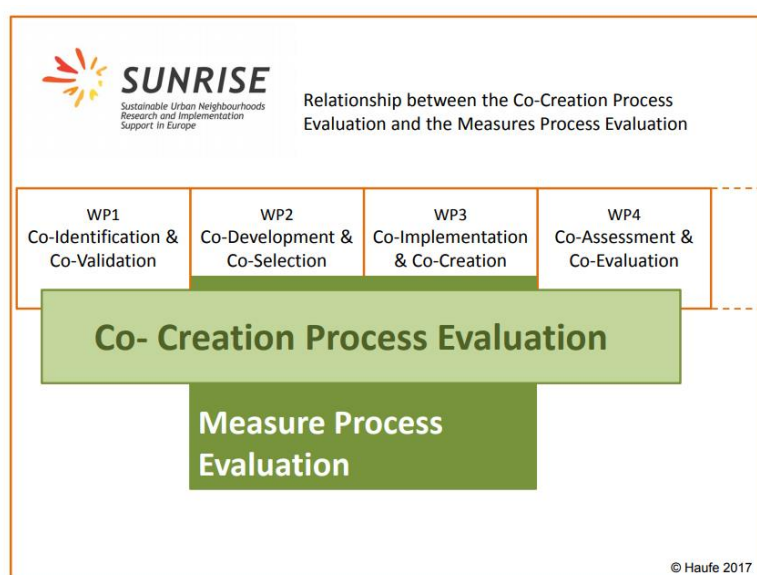 SUNRISE
Sustainable Urban Neighbourhoods
Research and Implementation
Support in Europe
Relationship between the Co-Creation Process
Evaluation and the Measures Process Evaluation
WP1
Co-Identification &
Co-Validation
WP2
Co-Development &
Co-Selection
WP3
Co-Implementation
& Co-Creation
WP4
Co-Assessment &
Co-Evaluation
Co- Creation Process Evaluation
Measure Process
Evaluation
© Haufe 2017